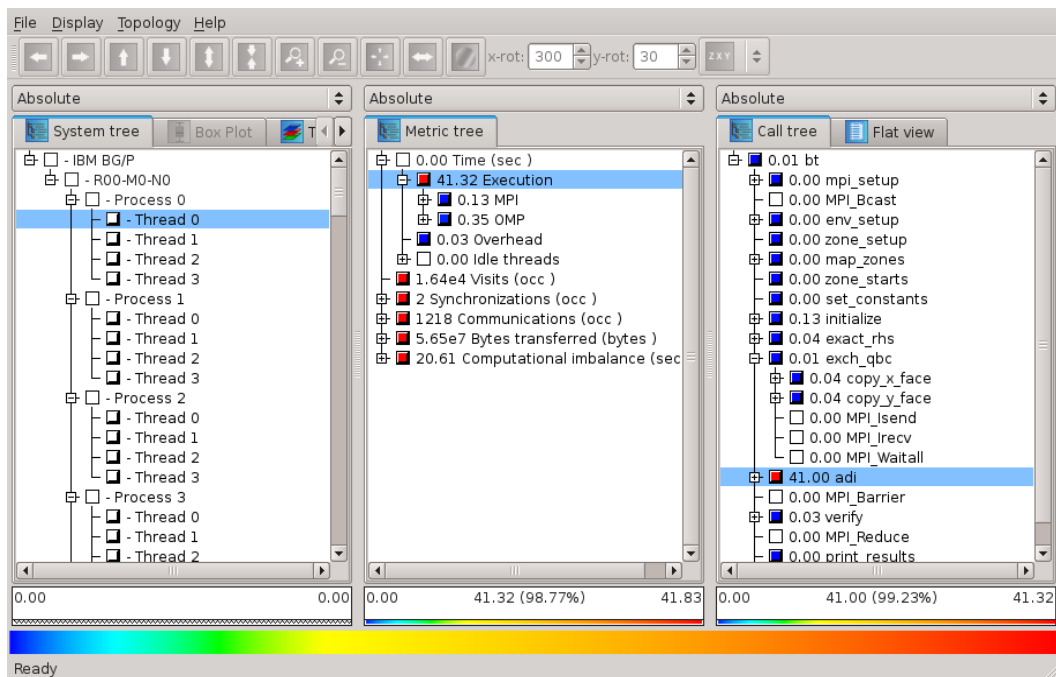 File Display Topology Help
x-rot: 300 y-rot: 30 ZXY
Absolute
System tree Box Plot T
- IBM BG/P
- R00-M0-N0
- Process 0
- Thread 0
- Thread 1
- Thread 2
- Thread 3
- Process 1
- Thread 0
- Thread 1
- Thread 2
- Thread 3
- Process 2
- Thread 0
- Thread 1
- Thread 2
- Thread 3
- Process 3
- Thread 0
- Thread 1
- Thread 2
0.00 0.00
Absolute
Metric tree
0.00 Time (sec )
41.32 Execution
0.13 MPI
0.35 OMP
0.03 Overhead
0.00 Idle threads
1.64e4 Visits (occ )
2 Synchronizations (occ )
1218 Communications (occ )
5.65e7 Bytes transferred (bytes )
20.61 Computational imbalance (sec
0.00 41.32 (98.77%) 41.83
Absolute
Call tree Flat view
0.01 bt
0.00 mpi_setup
0.00 MPI_Bcast
0.00 env_setup
0.00 zone_setup
0.00 map_zones
0.00 zone_starts
0.00 set_constants
0.13 initialize
0.04 exact_rhs
0.01 exch_qbc
0.04 copy_x_face
0.04 copy_y_face
0.00 MPI_Isend
0.00 MPI_Irecv
0.00 MPI_Waitall
41.00 adi
0.00 MPI_Barrier
0.03 verify
0.00 MPI_Reduce
0.00 print_results
0.00 41.00 (99.23%) 41.32
Ready